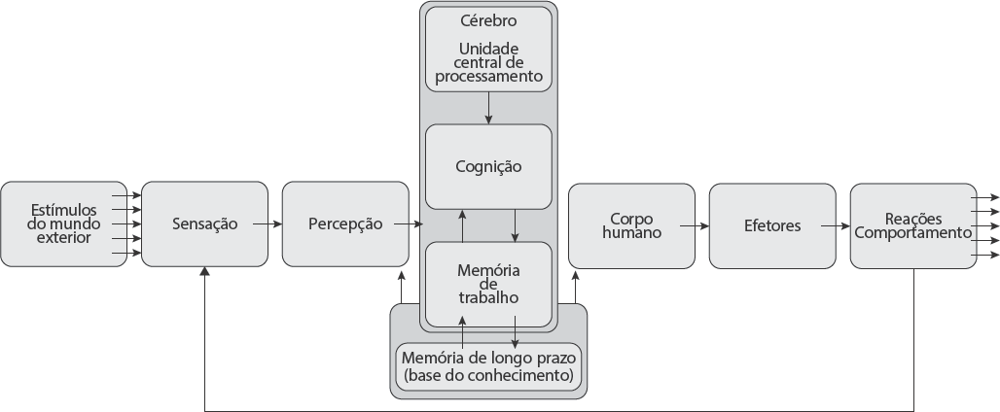 Cérebro
Unidade
central de
processamento
Cognição
Estímulos
do mundo
exterior
Sensação
Percepção
Memória
de
trabalho
Memória de longo prazo
(base do conhecimento)
Corpo
humano
Efetores
Reações
Comportamento